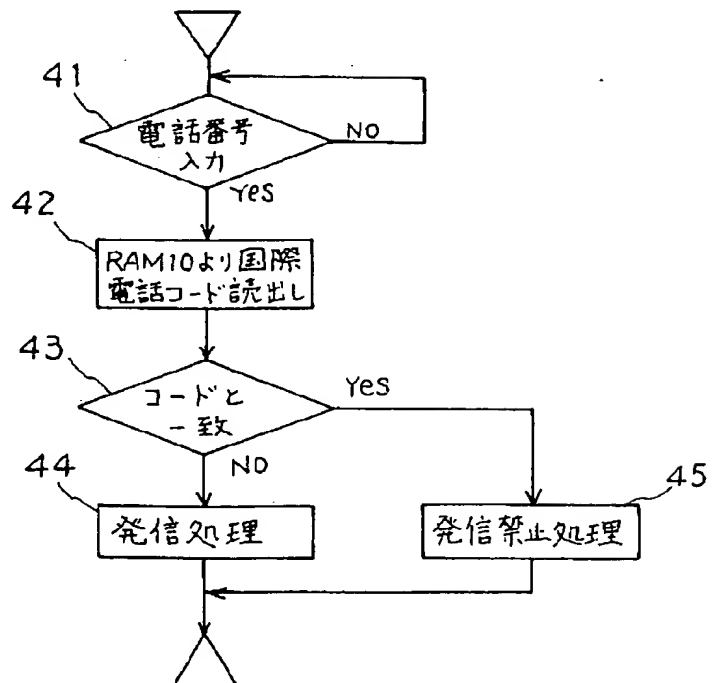 41
電話番号
入力
NO
Yes
42
RAM10より国際
電話コード読出し
43
コードと
一致
Yes
NO
44
発信処理
45
発信禁止処理